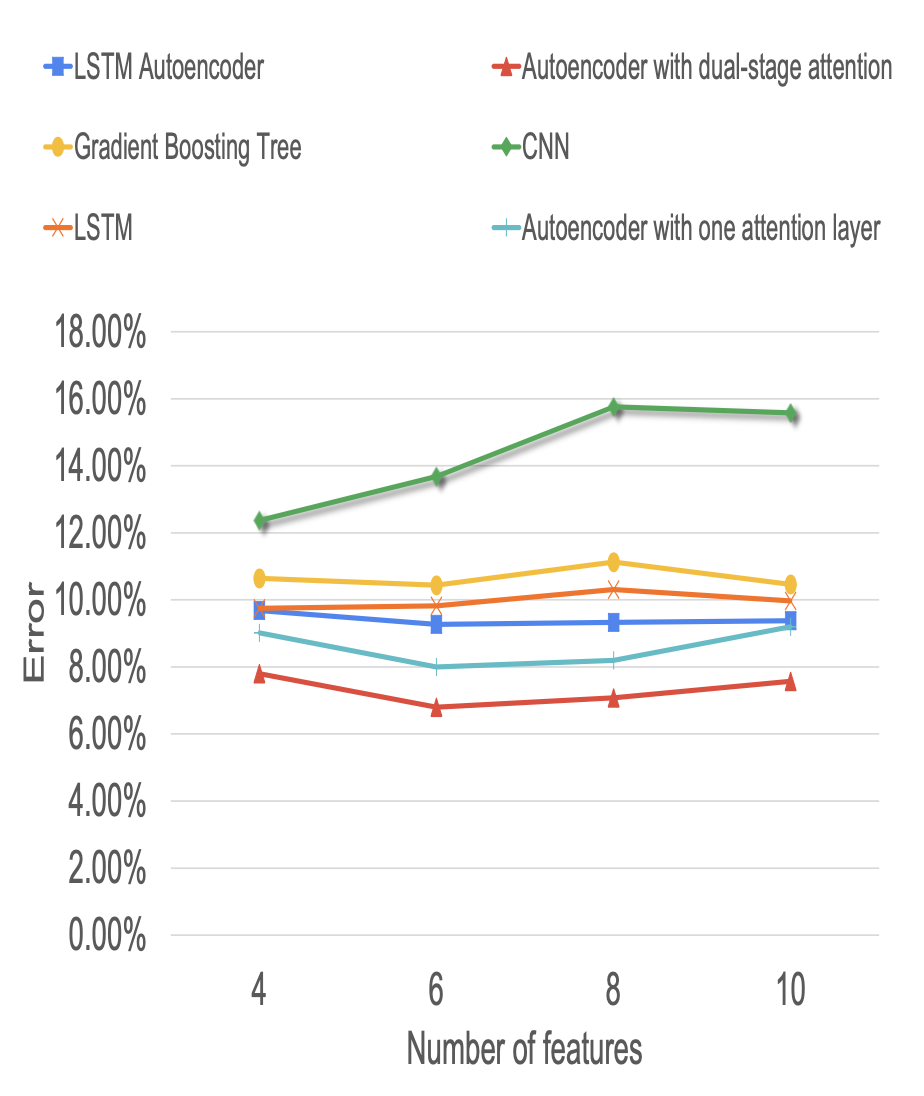 LSTM Autoencoder
Autoencoder with dual-stage attention
Gradient Boosting Tree
CNN
LSTM
Autoencoder with one attention layer
18.00%
16.00%
14.00%
12.00%
10.00%
8.00%
6.00%
4.00%
2.00%
0.00%
Error
4
6
8
10
Number of features